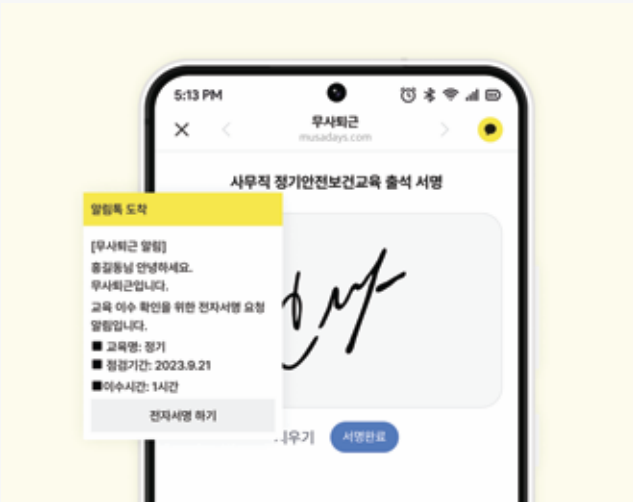 5:13 PM
무사퇴근
musadays.com
사무직 정기안전보건교육 출석 서명
알림톡 도착
[무사퇴근 알림]
홍길동님 안녕하세요.
무사퇴근입니다.
교육 이수 확인을 위한 전자서명 요청
알림입니다.
■ 교육명: 정기
■ 점검기간: 2023.9.21
■이수시간: 1시간
전자서명 하기
서명완료